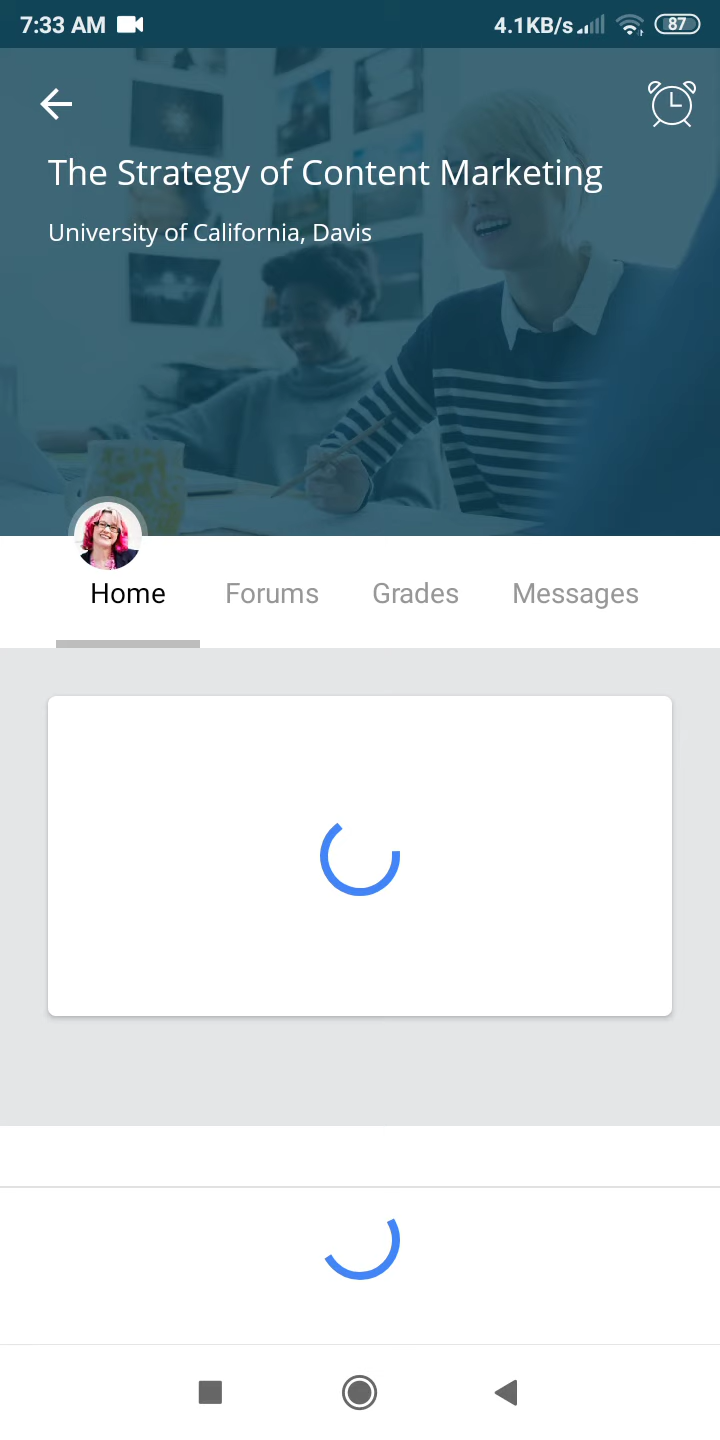 7:33 AM 4.1KB/s 87
The Strategy of Content Marketing
University of California, Davis
Home Forums Grades Messages